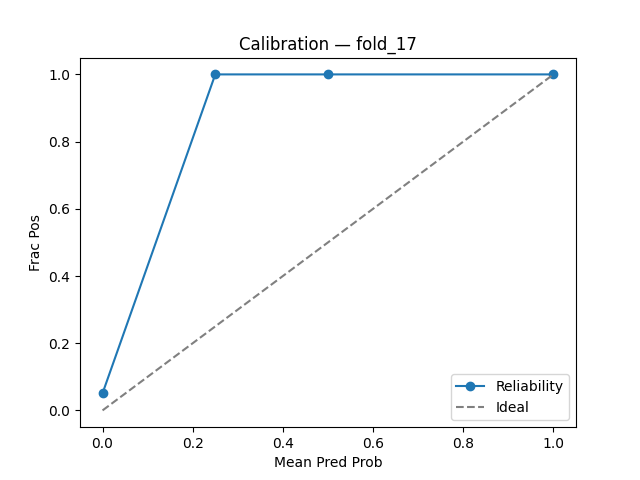 Calibration — fold_17
Frac Pos
1.0
0.8
0.6
0.4
0.2
0.0
0.0 0.2 0.4 0.6 0.8 1.0
Mean Pred Prob
Reliability
Ideal